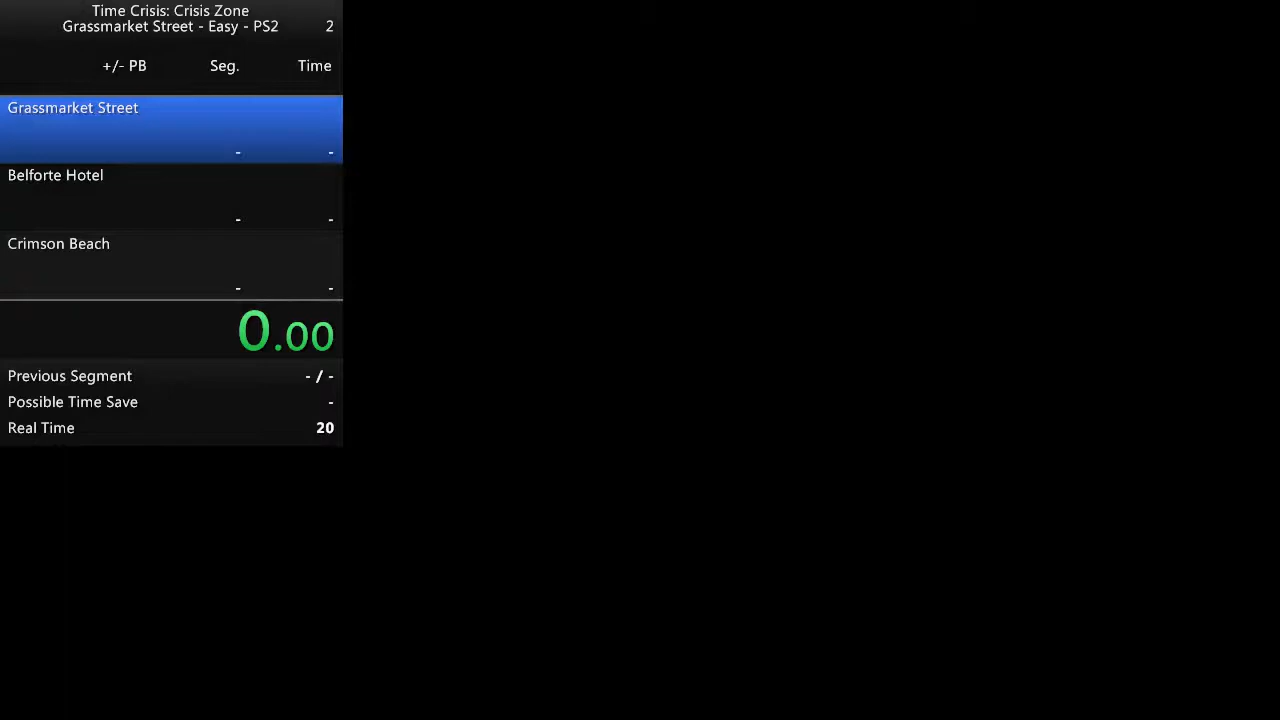 Time Crisis: Crisis Zone
Grassmarket Street - Easy - PS2 2
+/- PB Seg. Time
Grassmarket Street
- -
Belforte Hotel
- -
Crimson Beach
- -
0.00
Previous Segment - / -
Possible Time Save -
Real Time 20